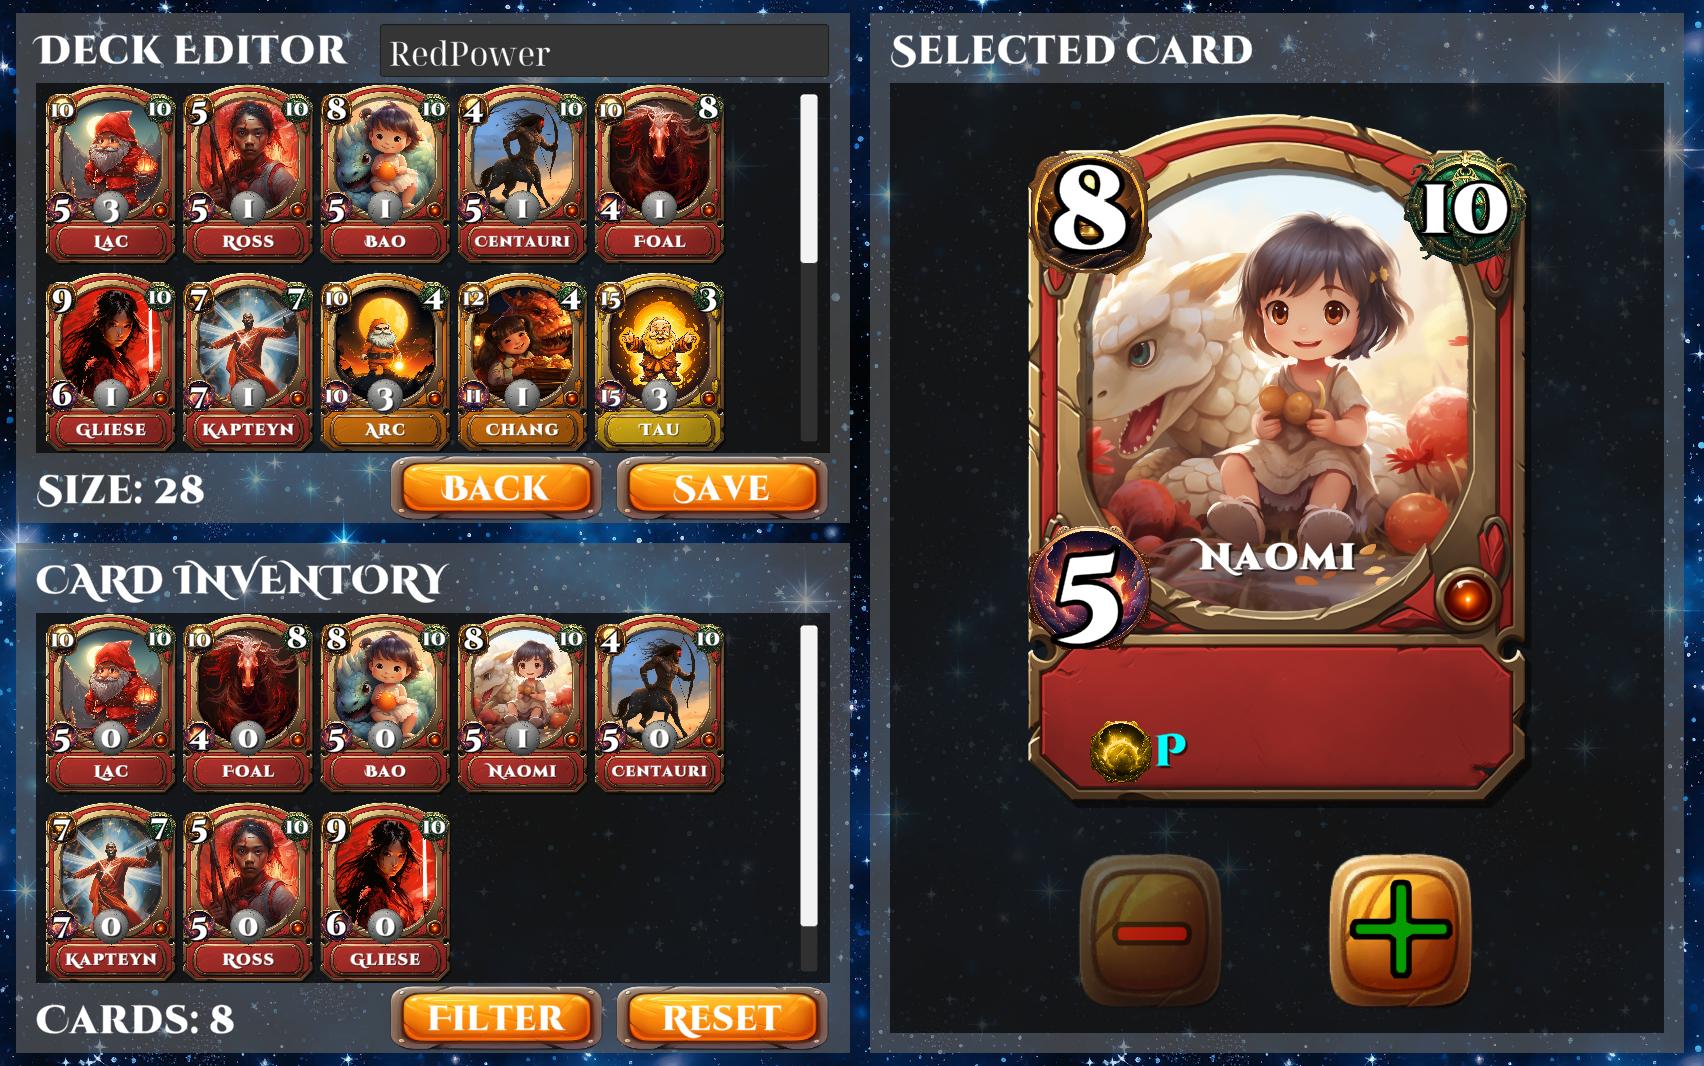 Deck Editor
RedPower
10 10 5 10 8 10 4 10 10 8
5 3 5 1 5 1 5 1 4 1
Lac Ross Bao Centauri Foal
9 10 7 7 10 4 12 4 15 3
6 1 7 1 10 3 11 1 15 3
Gliese Kapteyn Arc Chang Tau
Size: 28
Back
Save
Card Inventory
10 10 10 8 8 10 8 10 4 10
5 0 4 0 5 0 5 1 5 0
Lac Foal Bao Naomi Centauri
7 7 5 10 9 10
7 0 5 0 6 0
Kapteyn Ross Gliese
Cards: 8
Filter
Reset
Selected Card
8 10
Naomi
5
P